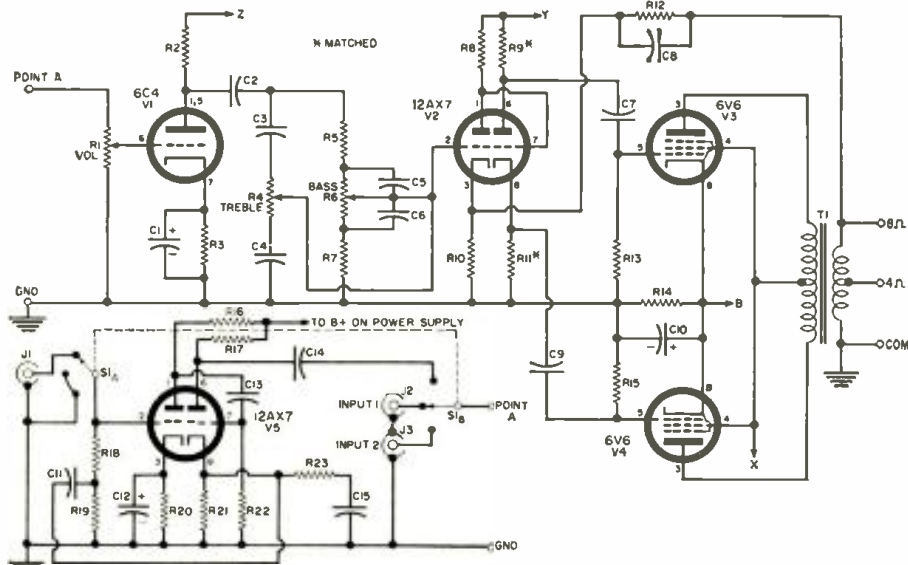 Z
R2
* MATCHED
POINT A
6C4
V1
1,5
6
7
R1
VOL
C2
C3
R4
TREBLE
C4
C1
+
-
R3
R5
BASS
R6
R7
C5
C6
Y
R8
R9*
12AX7
V2
1
6
2
7
3
8
R10
R11*
R12
C8
C7
6V6
V3
3
5
4
8
R13
R14
B
C10
-
+
R15
C9
6V6
V4
8
5
4
3
X
T1
8Ω
4Ω
COM
GND
R16
TO B+ ON POWER SUPPLY
R17
J1
S1A
C14
C13
12AX7
V5
6
7
3
R18
C11
R19
C12
+
R20
R21
R22
R23
C15
J2
INPUT 1
J3
INPUT 2
S1B
POINT
A
GND